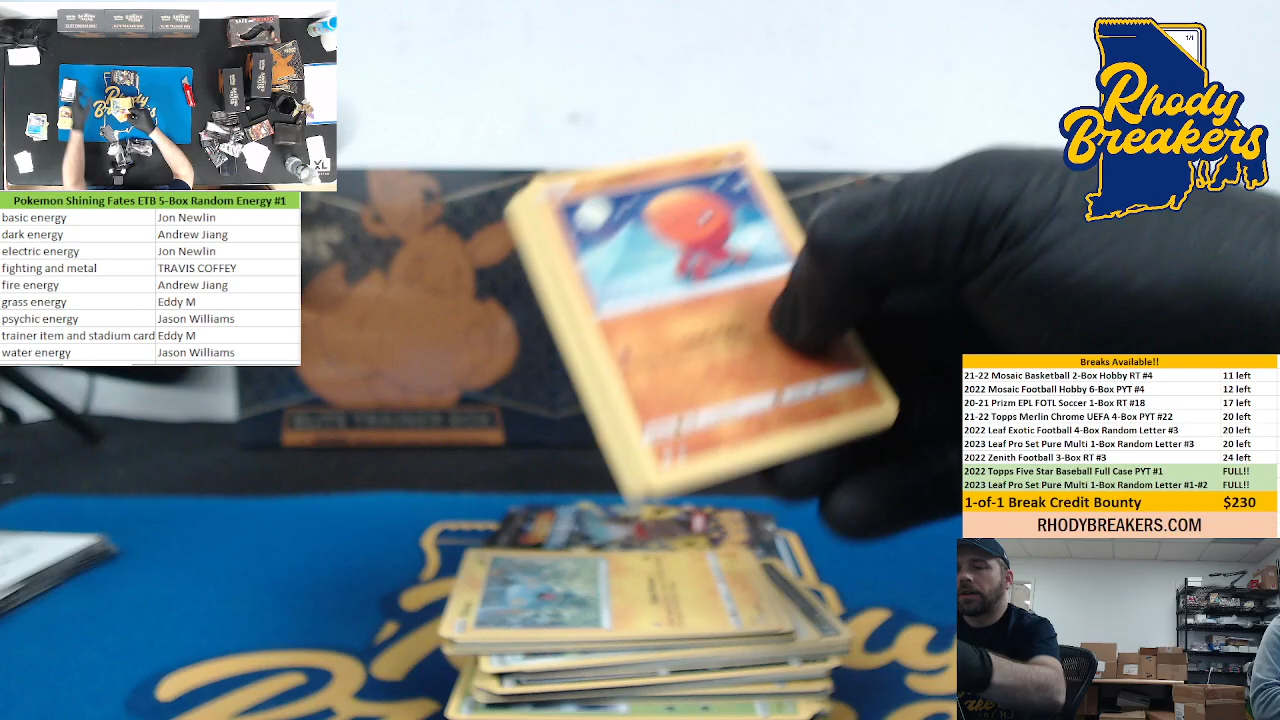 1/1
Rhody
Breakers
Pokemon Shining Fates ETB 5-Box Random Energy #1
basic energy Jon Newlin
dark energy Andrew Jiang
electric energy Jon Newlin
fighting and metal TRAVIS COFFEY
fire energy Andrew Jiang
grass energy Eddy M
psychic energy Jason Williams
trainer item and stadium card Eddy M
water energy Jason Williams
ELITE TRAINER BOX
Breaks Available!!
21-22 Mosaic Basketball 2-Box Hobby RT #4 11 left
2022 Mosaic Football Hobby 6-Box PYT #4 12 left
20-21 Prizm EPL FOTL Soccer 1-Box RT #18 17 left
21-22 Topps Merlin Chrome UEFA 4-Box PYT #22 20 left
2022 Leaf Exotic Football 4-Box Random Letter #3 20 left
2023 Leaf Pro Set Pure Multi 1-Box Random Letter #3 20 left
2022 Zenith Football 3-Box RT #3 24 left
2022 Topps Five Star Baseball Full Case PYT #1 FULL!!
2023 Leaf Pro Set Pure Multi 1-Box Random Letter #1-#2 FULL!!
1-of-1 Break Credit Bounty $230
RHODYBREAKERS.COM